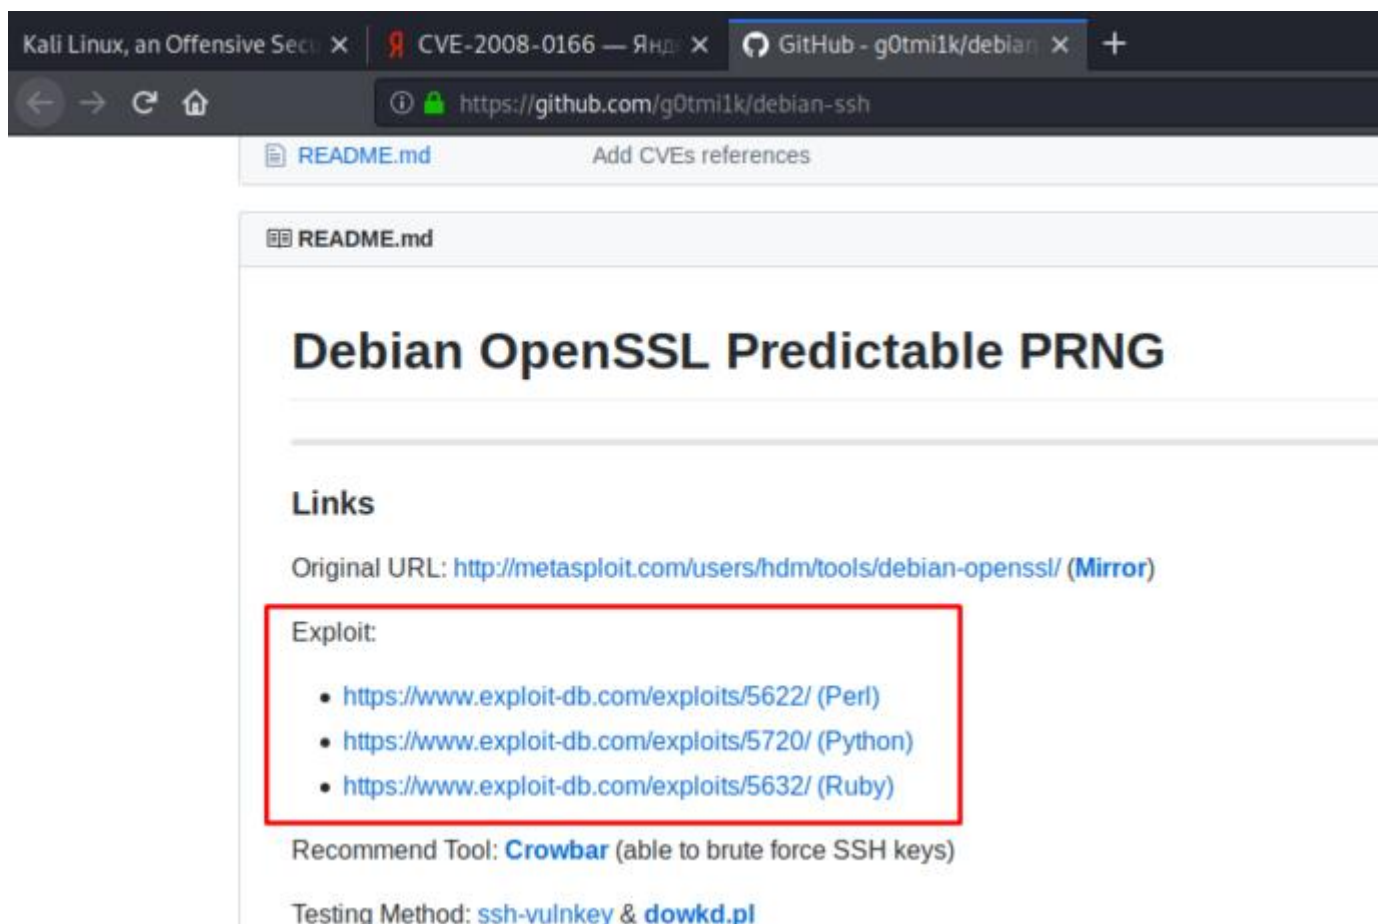 Kali Linux, an Offensive Secu
CVE-2008-0166 — Янд
GitHub - g0tmi1k/debian
https://github.com/g0tmi1k/debian-ssh
README.md Add CVEs references
README.md
Debian OpenSSL Predictable PRNG
Links
Original URL: http://metasploit.com/users/hdm/tools/debian-openssl/ (Mirror)
Exploit:
• https://www.exploit-db.com/exploits/5622/ (Perl)
• https://www.exploit-db.com/exploits/5720/ (Python)
• https://www.exploit-db.com/exploits/5632/ (Ruby)
Recommend Tool: Crowbar (able to brute force SSH keys)
Testing Method: ssh-vulnkey & dowkd.pl